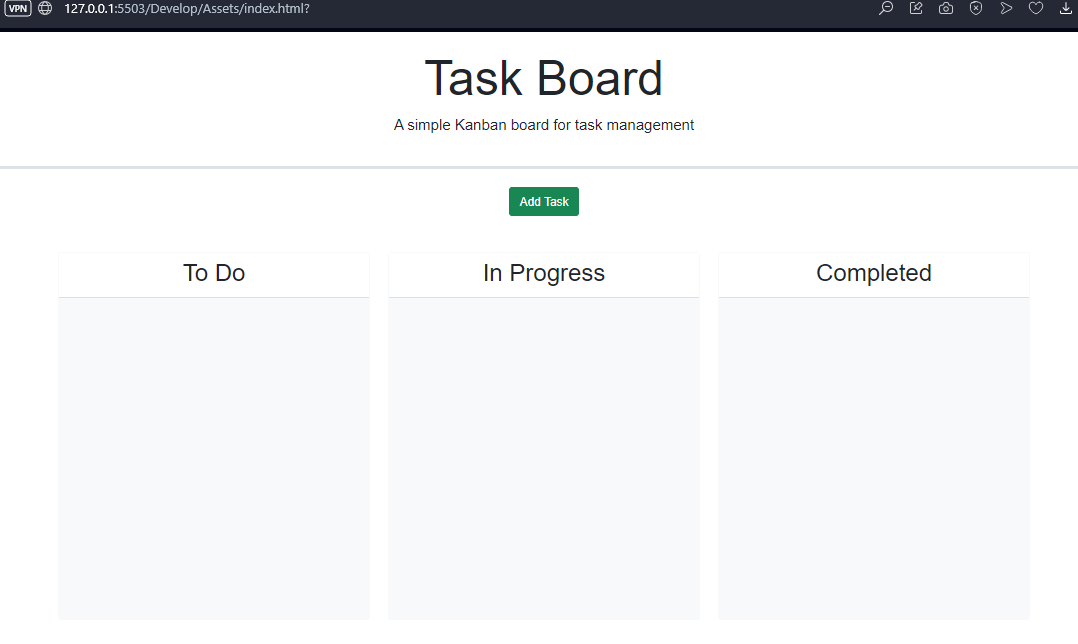 VPN 127.0.0.1:5503/Develop/Assets/index.html?
Task Board
A simple Kanban board for task management
Add Task
To Do
In Progress
Completed